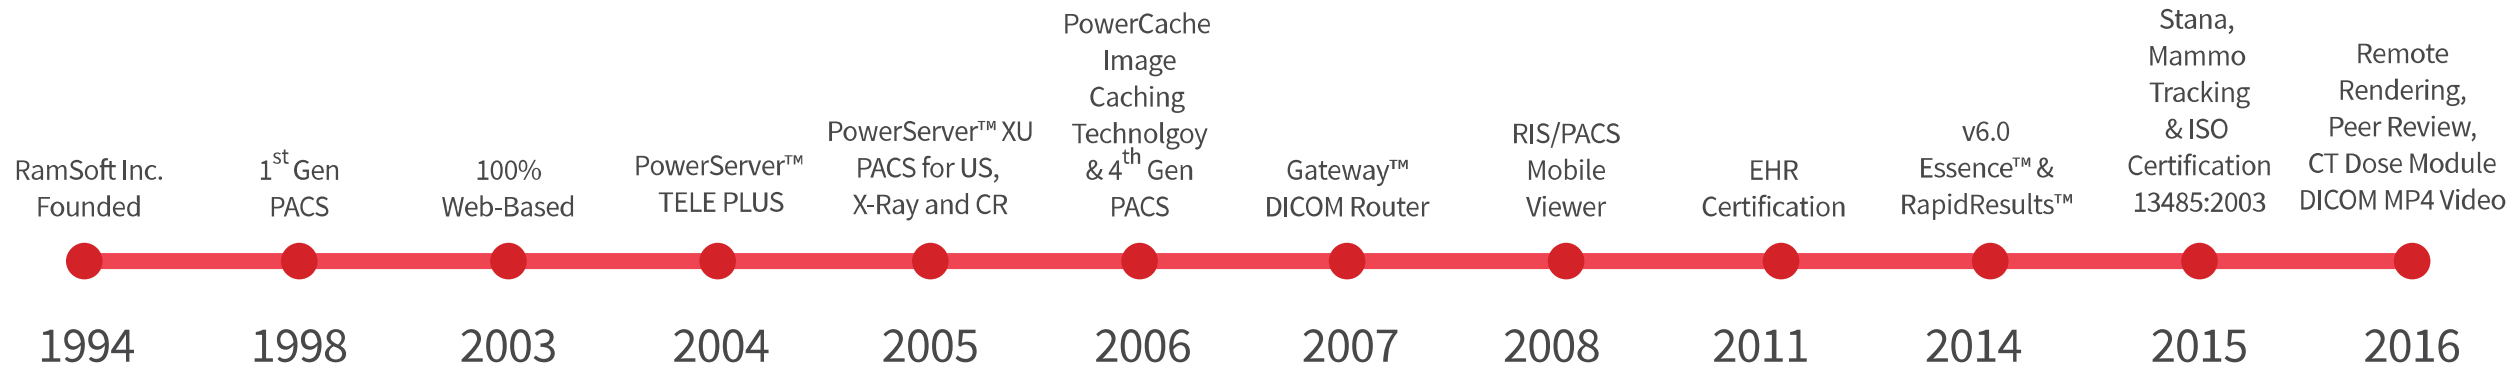 RamSoft Inc.
Founded
1994
1st Gen
PACS
1998
100%
Web-Based
2003
PowerServer™
TELE PLUS
2004
PowerServer™ XU
PACS for US,
X-Ray and CR
2005
PowerCache
Image
Caching
Technolgoy
& 4th Gen
PACS
2006
Gateway™
DICOM Router
2007
RIS/PACS
Mobile
Viewer
2008
EHR
Certification
2011
v6.0
Essence™ &
RapidResults™
2014
Stana,
Mammo
Tracking
& ISO
Certification
13485:2003
2015
Remote
Rendering,
Peer Review,
CT Dose Module
DICOM MP4 Video
2016